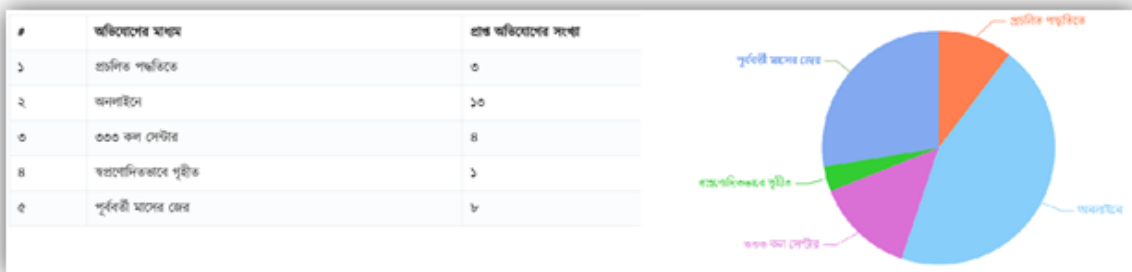 # অভিযোগের মাধ্যম প্রাপ্ত অভিযোগের সংখ্যা
১ প্রচলিত পদ্ধতিতে ৩
২ অনলাইনে ১৩
৩ ৩৩৩ কল সেন্টার ৪
৪ স্বপ্রণোদিতভাবে গৃহীত ১
৫ পূর্ববর্তী মাসের জের ৮
প্রচলিত পদ্ধতিতে
পূর্ববর্তী মাসের জের
স্বপ্রণোদিতভাবে গৃহীত
অনলাইনে
৩৩৩ কল সেন্টার